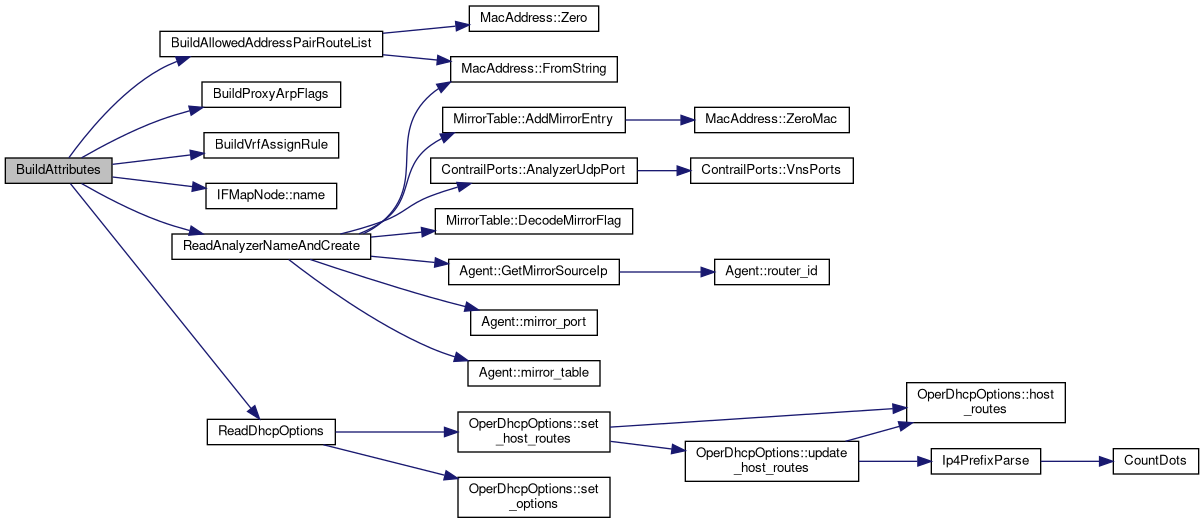 BuildAttributes
BuildAllowedAddressPairRouteList
BuildProxyArpFlags
BuildVrfAssignRule
IFMapNode::name
ReadAnalyzerNameAndCreate
ReadDhcpOptions
MacAddress::Zero
MacAddress::FromString
MirrorTable::AddMirrorEntry
ContrailPorts::AnalyzerUdpPort
MirrorTable::DecodeMirrorFlag
Agent::GetMirrorSourceIp
Agent::mirror_port
Agent::mirror_table
OperDhcpOptions::set
_host_routes
OperDhcpOptions::set
_options
MacAddress::ZeroMac
ContrailPorts::VnsPorts
Agent::router_id
OperDhcpOptions::update
_host_routes
OperDhcpOptions::host
_routes
Ip4PrefixParse
CountDots